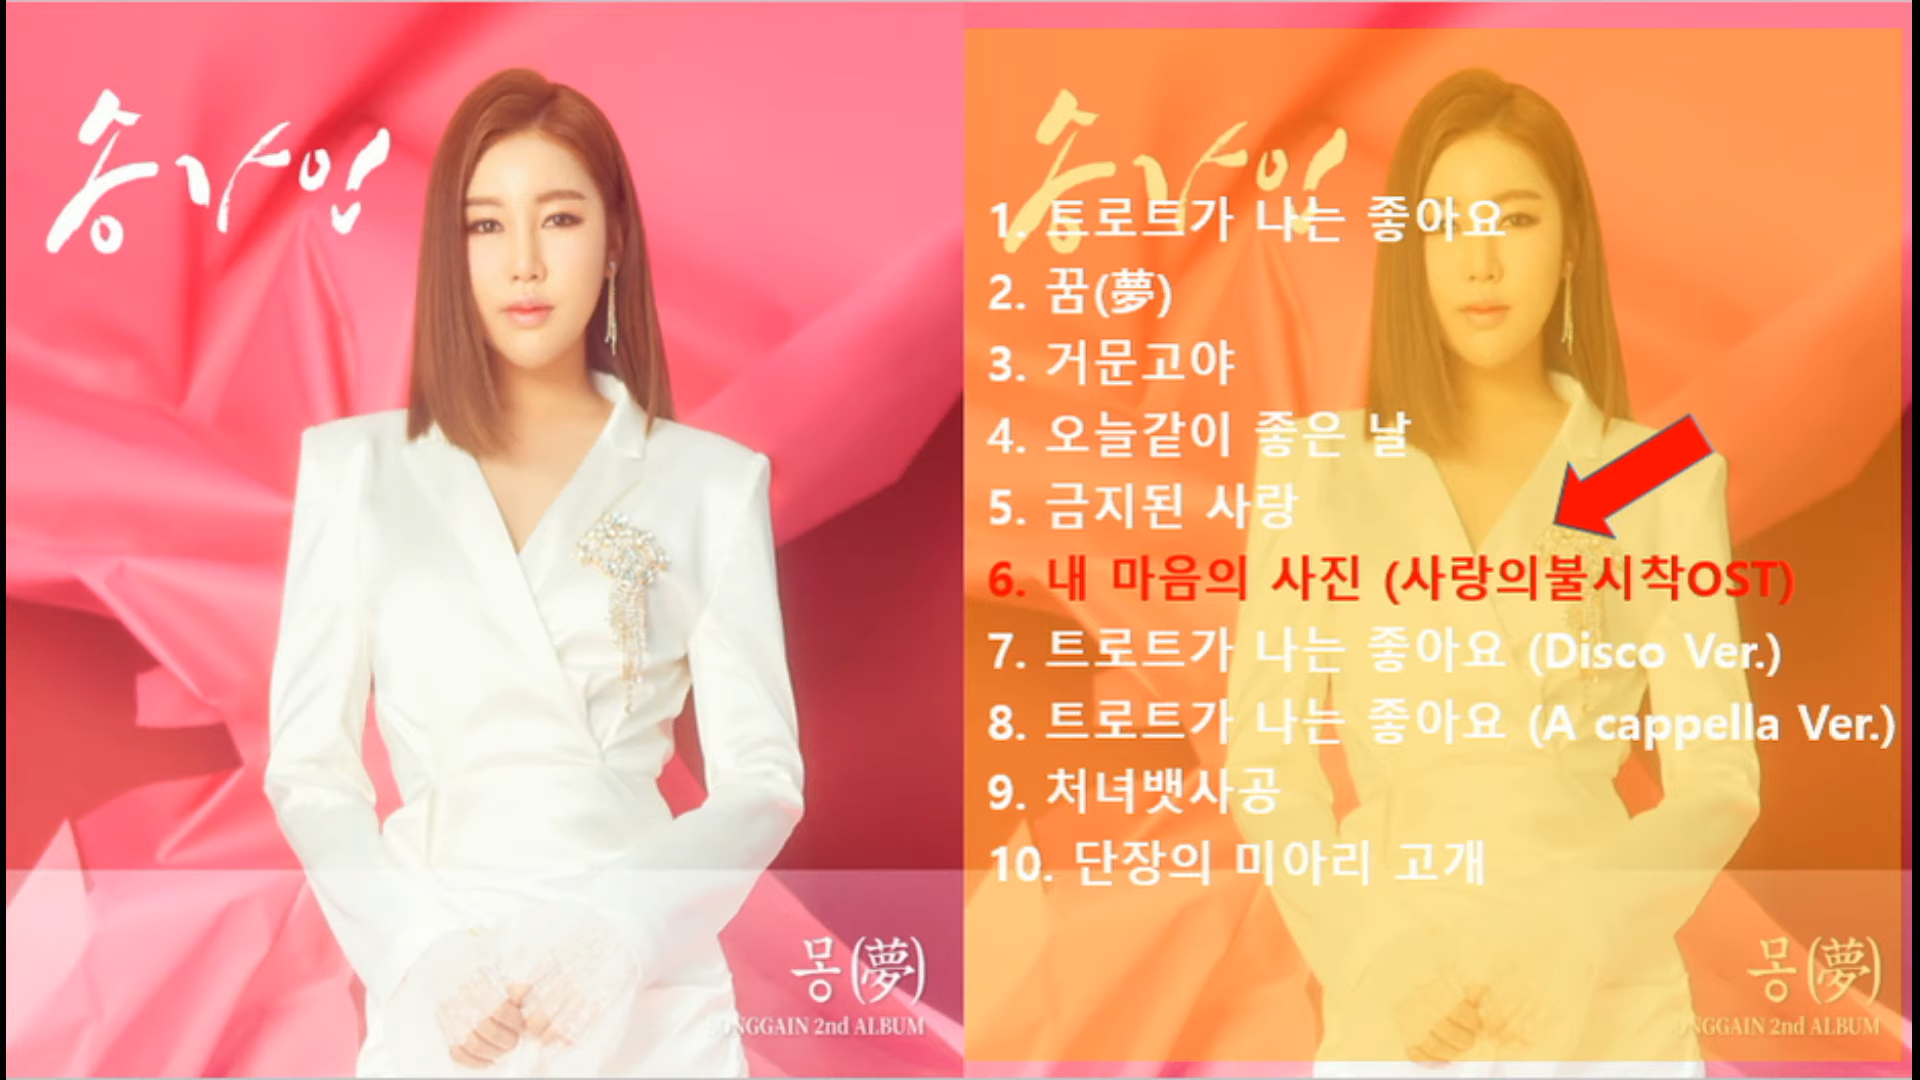 송가인
몽(夢)
SONGGAIN 2nd ALBUM
송가인
1. 트로트가 나는 좋아요
2. 꿈(夢)
3. 거문고야
4. 오늘같이 좋은 날
5. 금지된 사랑
6. 내 마음의 사진 (사랑의불시착OST)
7. 트로트가 나는 좋아요 (Disco Ver.)
8. 트로트가 나는 좋아요 (A cappella Ver.)
9. 처녀뱃사공
10. 단장의 미아리 고개
몽(夢)
SONGGAIN 2nd ALBUM